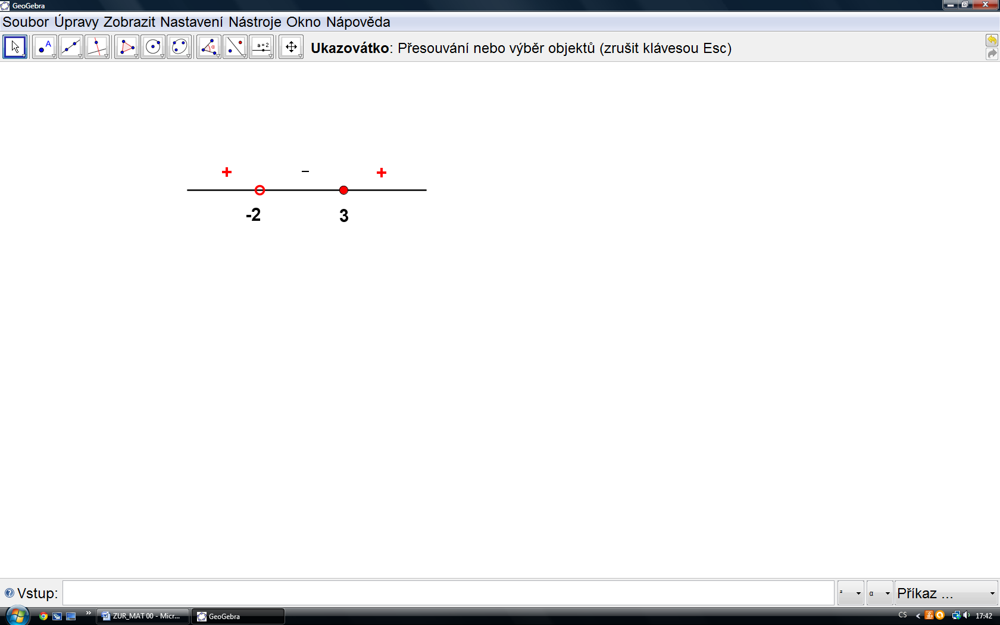 GeoGebra
Soubor Úpravy Zobrazit Nastavení Nástroje Okno Nápověda
A α a=2 Ukazovátko: Přesouvání nebo výběr objektů (zrušit klávesou Esc)
+ − +
-2 3
Vstup: ² α Příkaz ...
» ZUR_MAT 00 - Micr... GeoGebra CS < 17:42